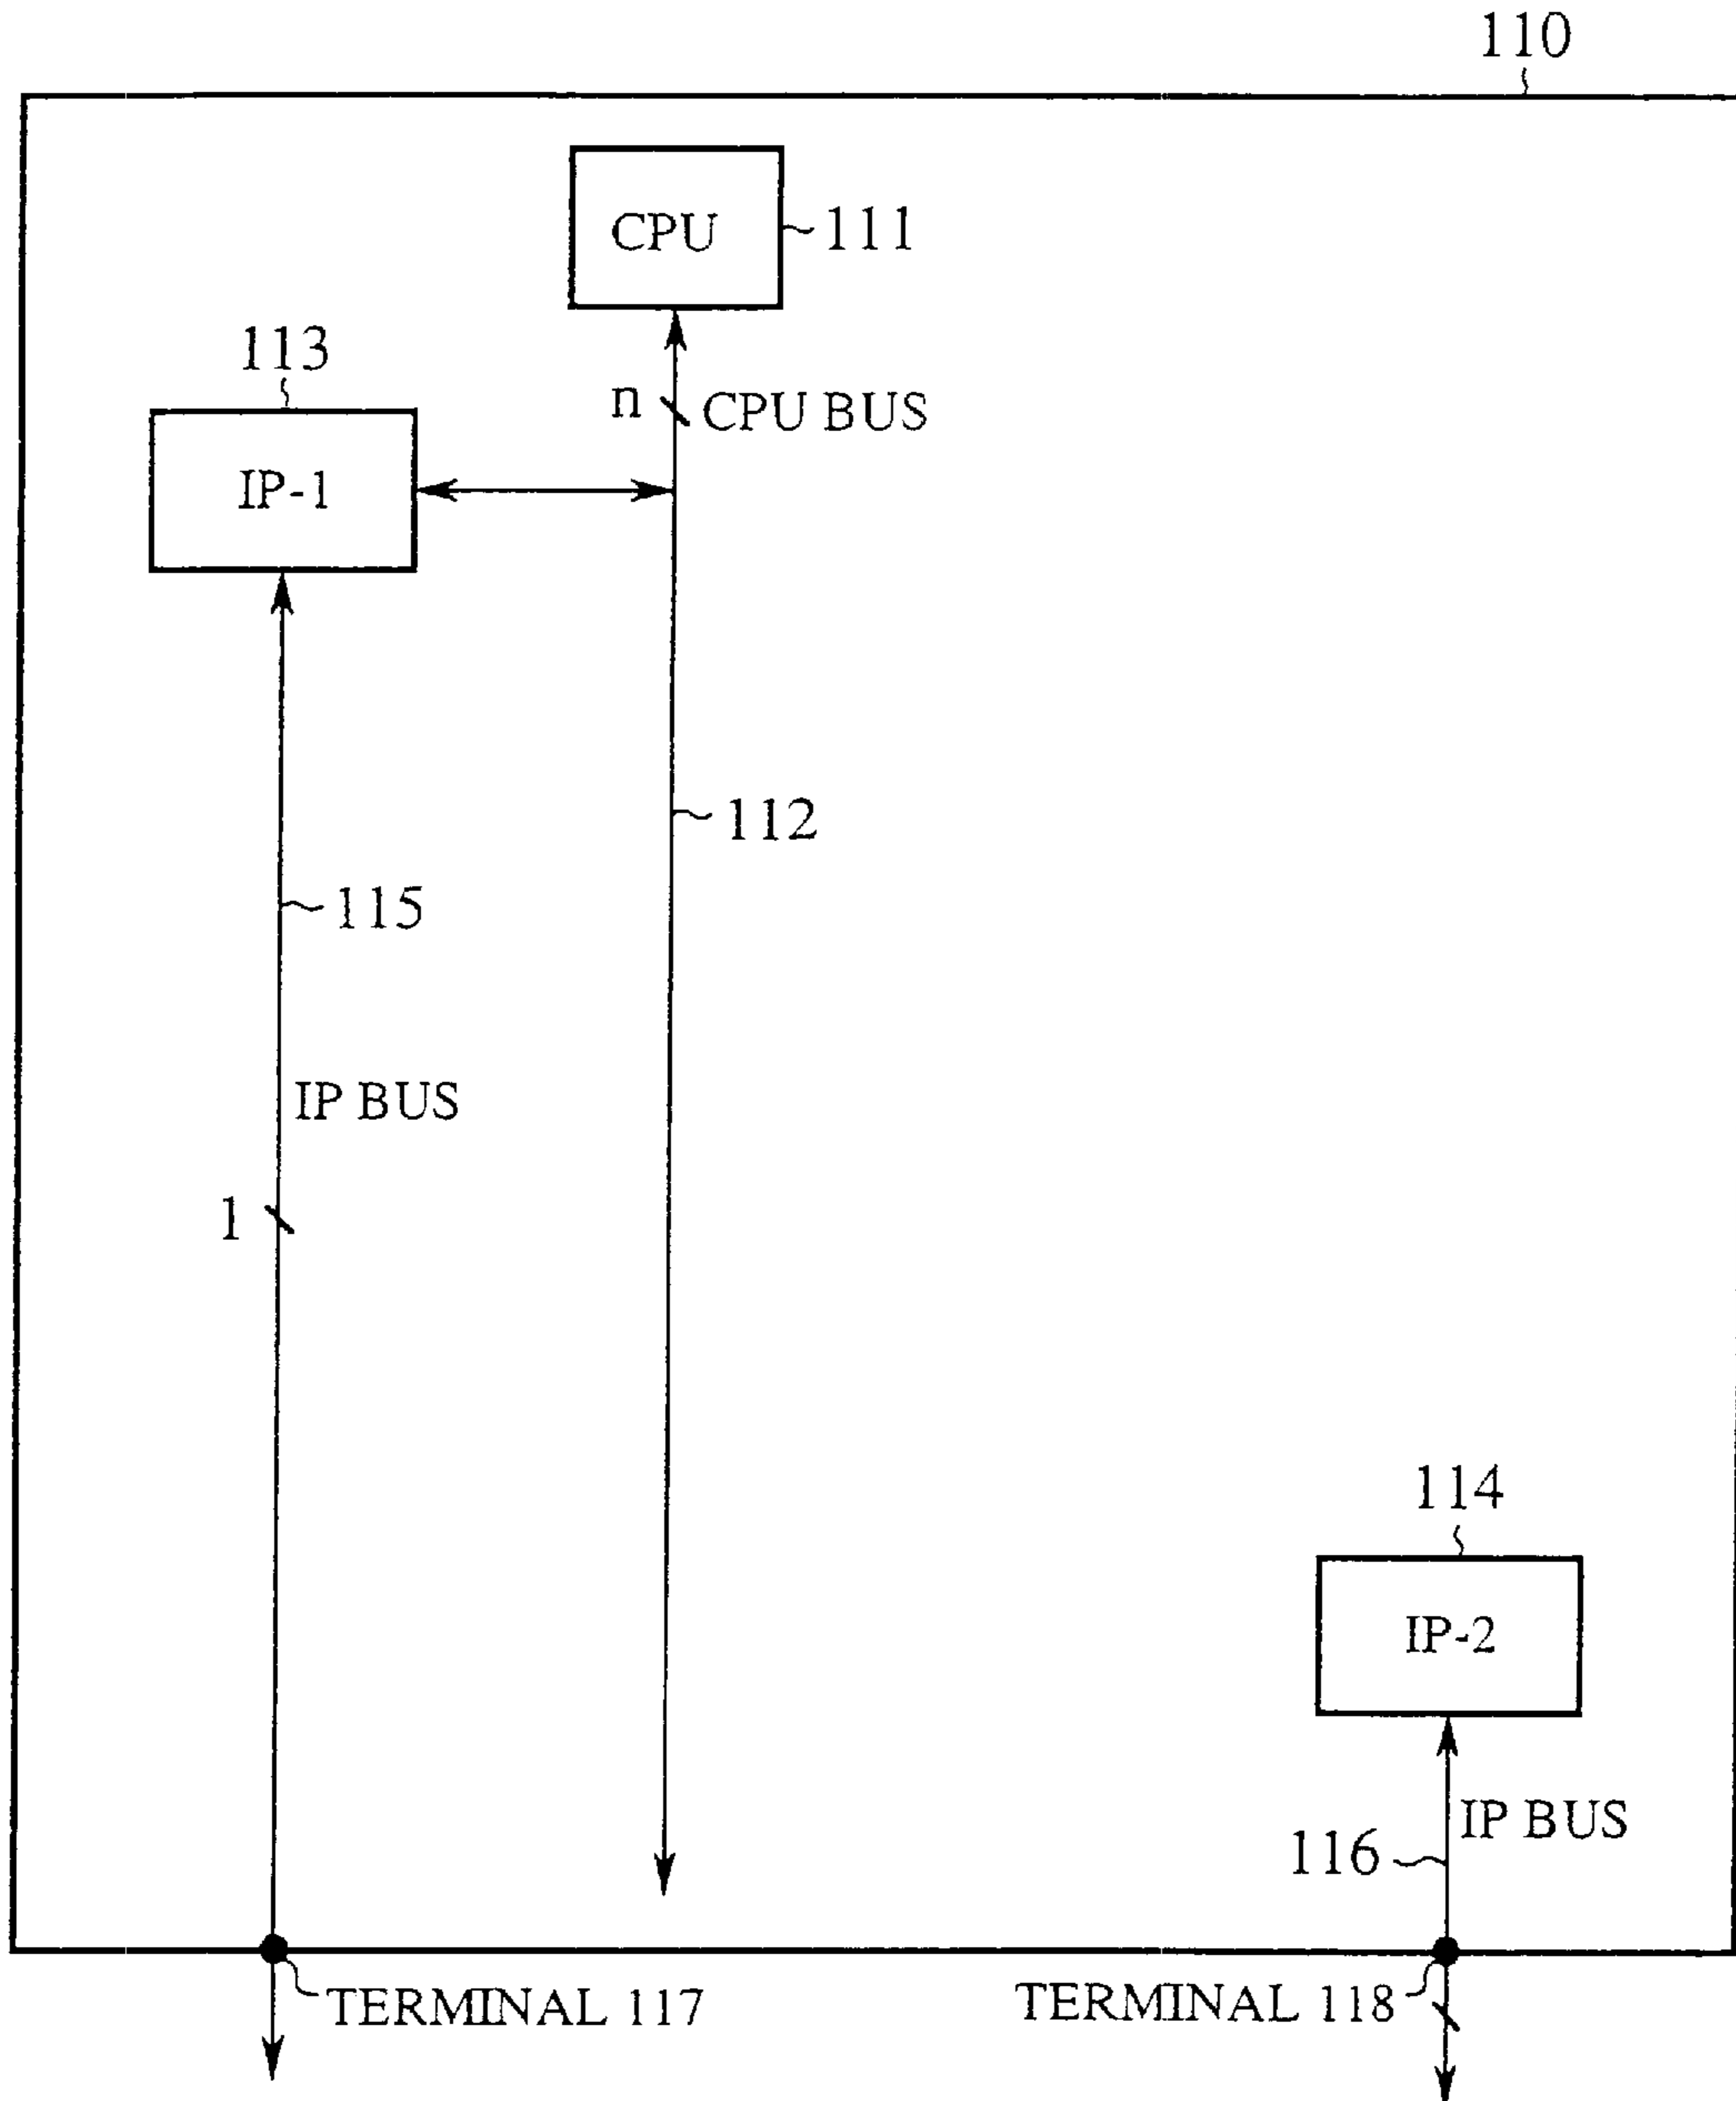 110
CPU
111
113
n
CPU BUS
IP-1
112
115
IP BUS
1
114
IP-2
IP BUS
116
TERMINAL 117
TERMINAL 118